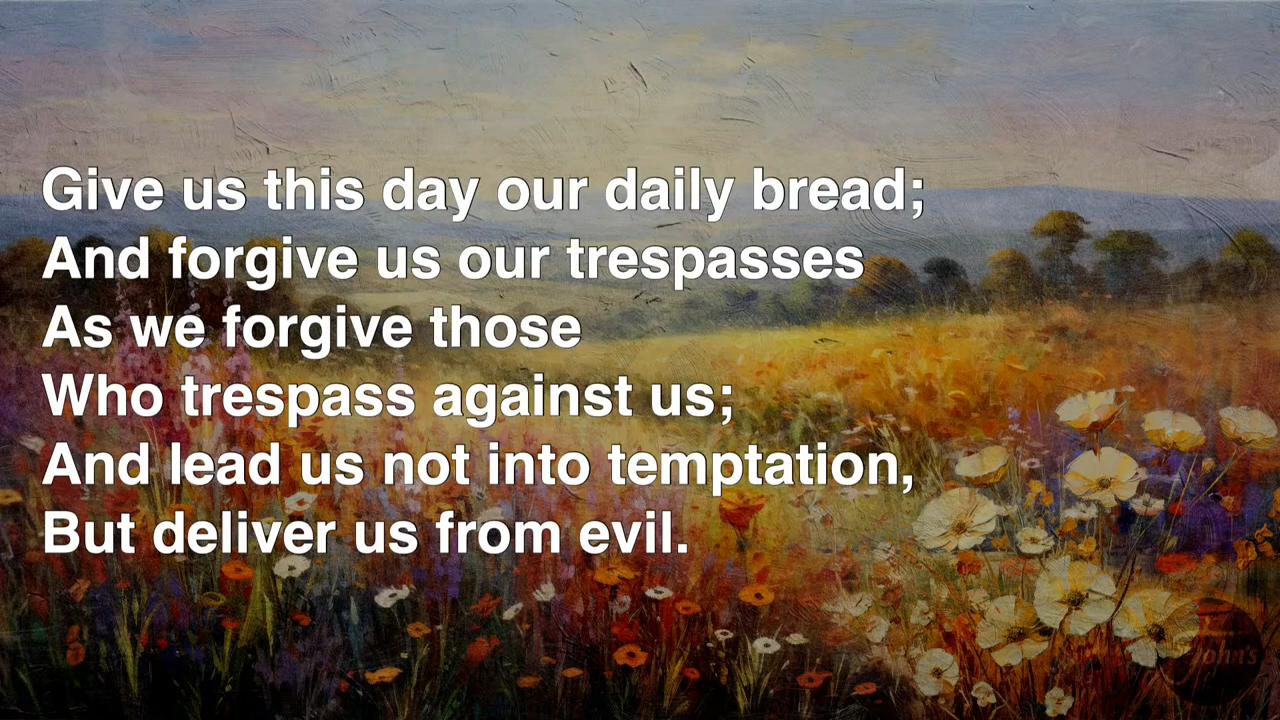 Give us this day our daily bread;
And forgive us our trespasses
As we forgive those
Who trespass against us;
And lead us not into temptation,
But deliver us from evil.
John's